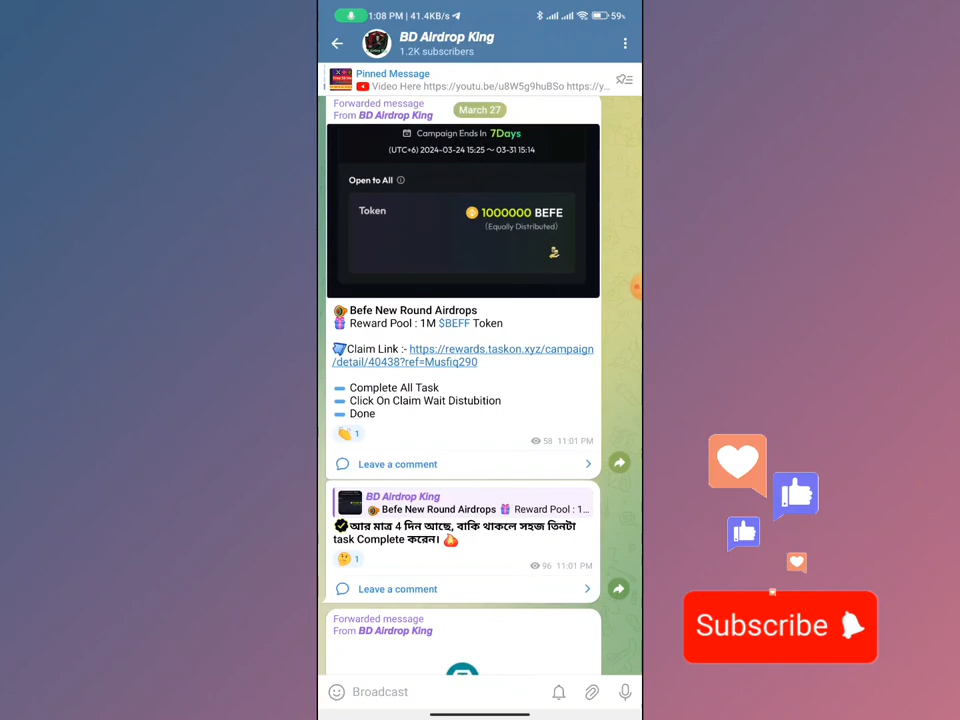 1:08 PM | 41.4KB/s
59%
BD Airdrop King
1.2K subscribers
Pinned Message
Video Here https://youtu.be/u8W5g9huBSo https://y...
Forwarded message
From BD Airdrop King
March 27
Campaign Ends In 7Days
(UTC+6) 2024-03-24 15:25 ~ 03-31 15:14
Open to All
Token
1000000 BEFE
(Equally Distributed)
Befe New Round Airdrops
Reward Pool : 1M $BEFF Token
Claim Link :- https://rewards.taskon.xyz/campaign
/detail/40438?ref=Musfiq290
Complete All Task
Click On Claim Wait Distubition
Done
1
58 11:01 PM
Leave a comment
BD Airdrop King
Befe New Round Airdrops Reward Pool : 1...
আর মাত্র 4 দিন আছে, বাকি থাকলে সহজ তিনটা
task Complete করেন।
1
96 11:01 PM
Leave a comment
Forwarded message
From BD Airdrop King
Broadcast
Subscribe